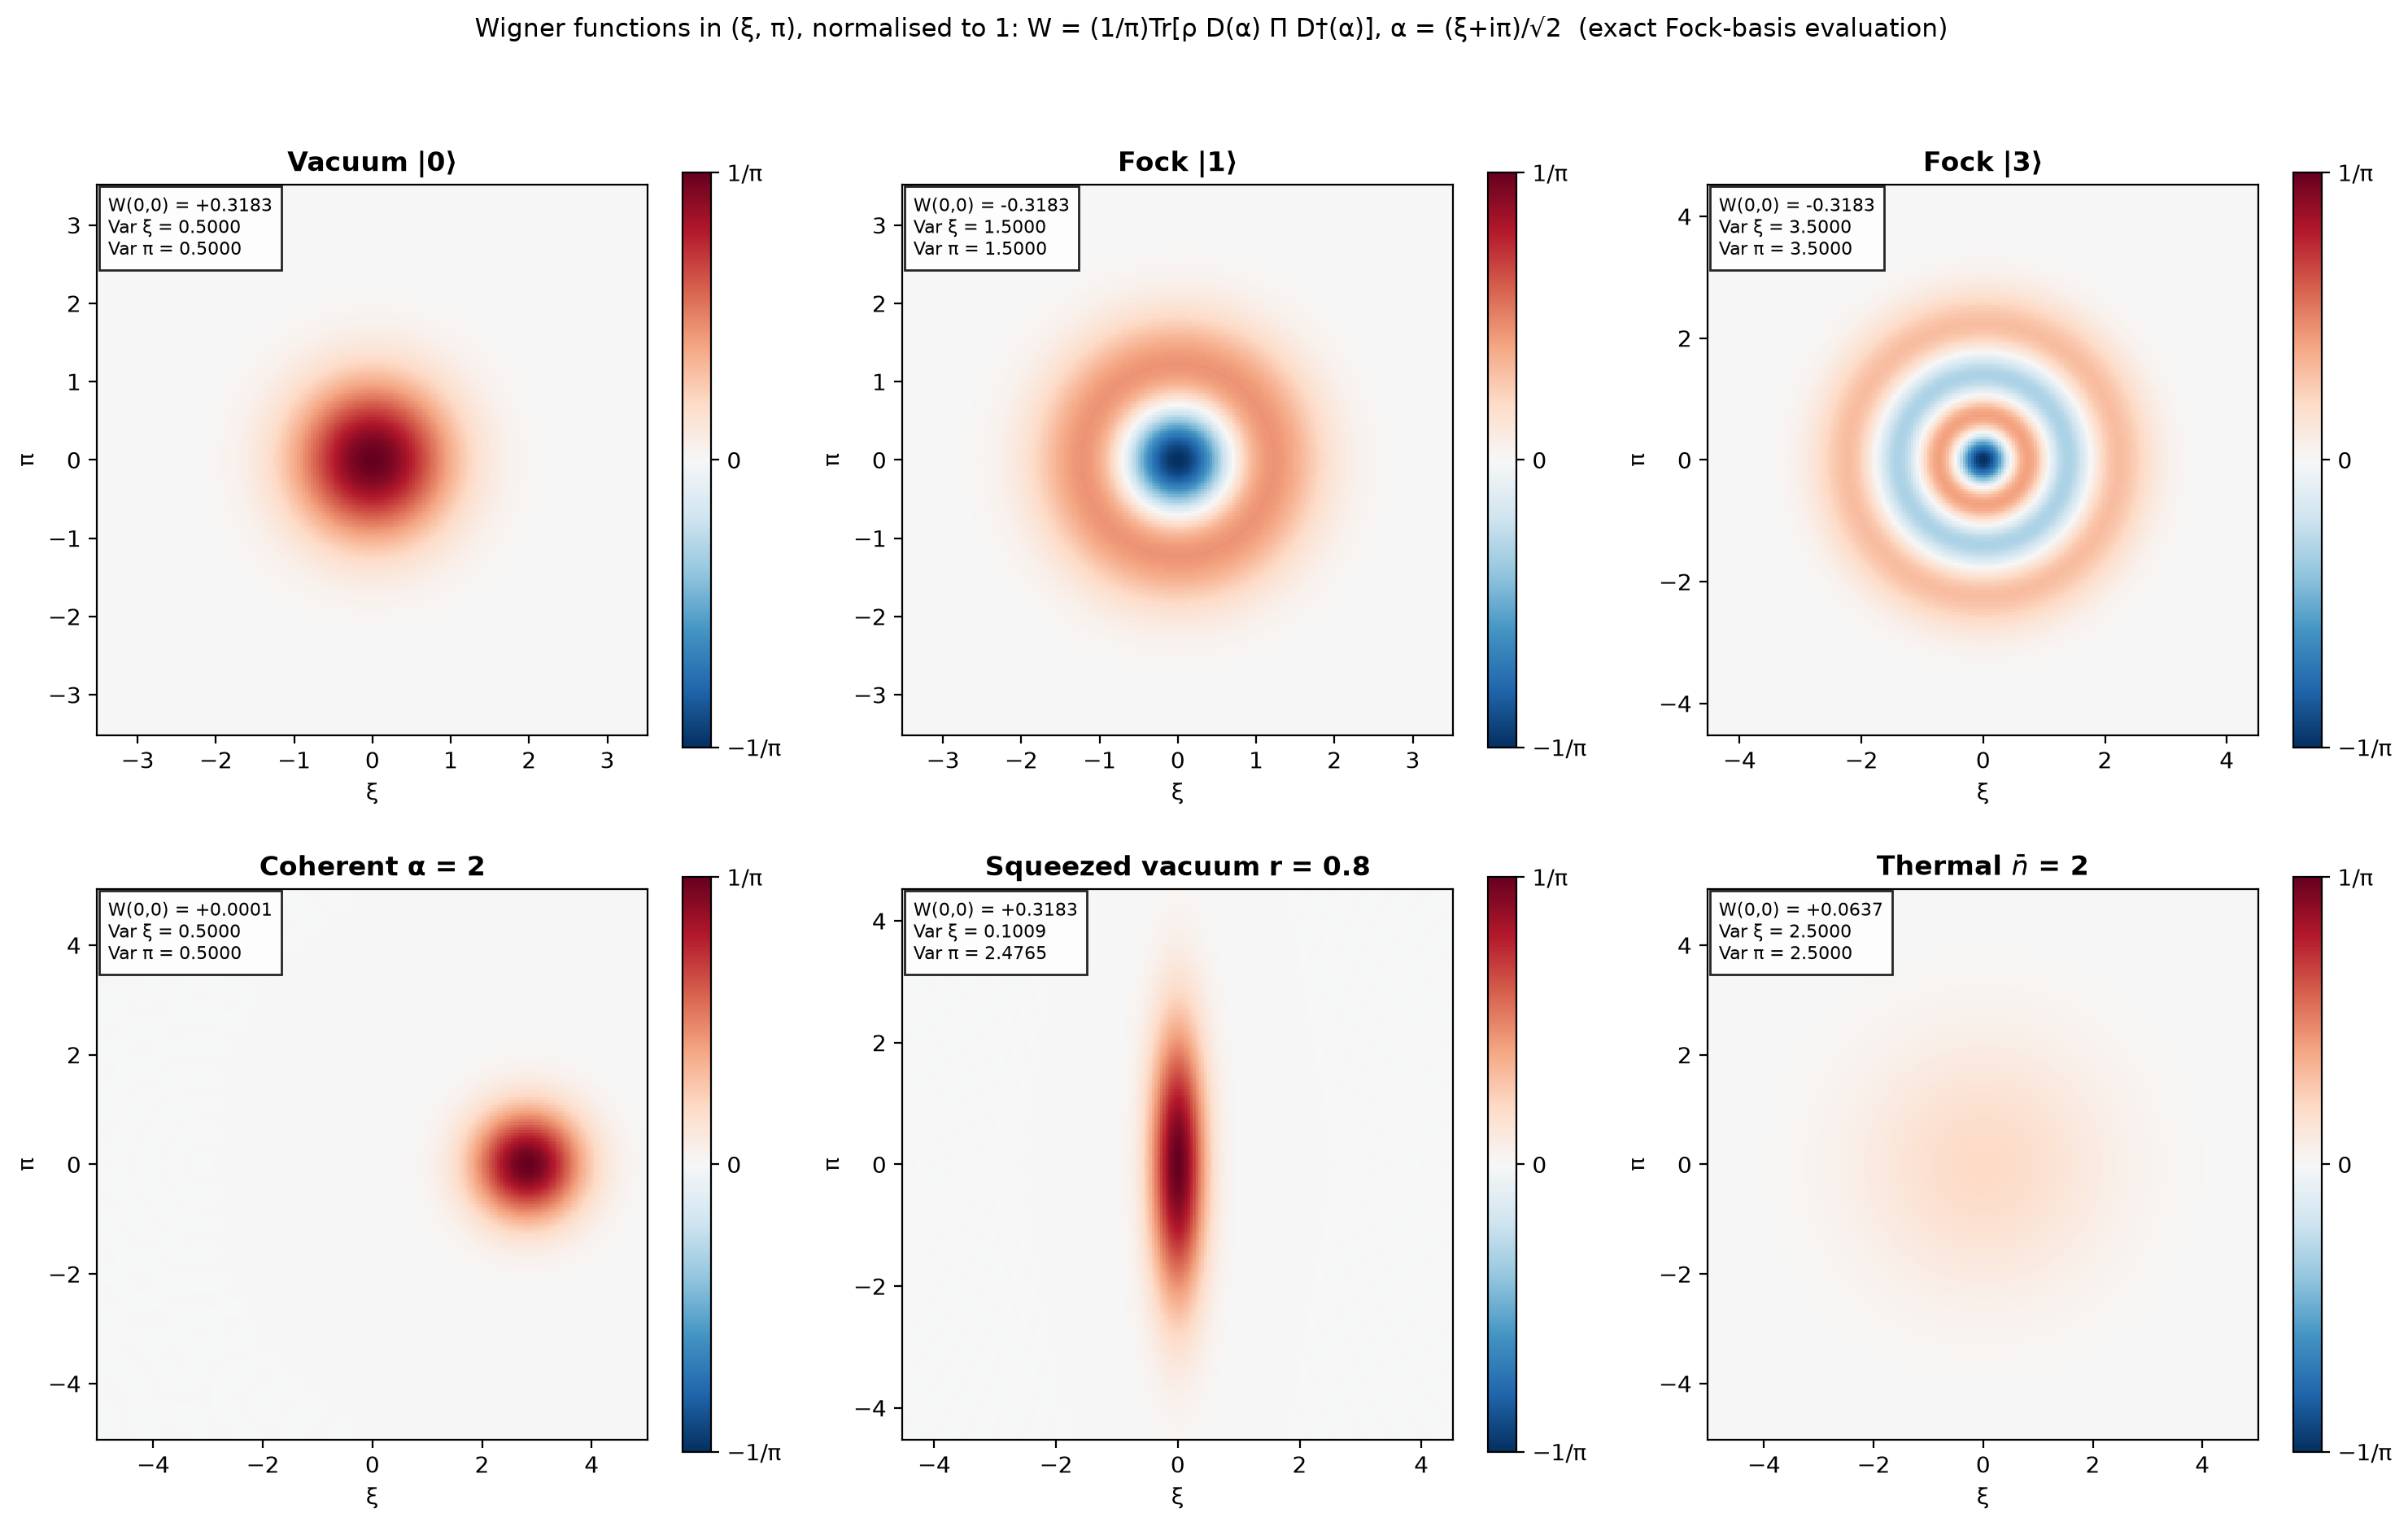 Wigner functions in (ξ, π), normalised to 1: W = (1/π)Tr[ρ D(α) Π D†(α)], α = (ξ+iπ)/√2  (exact Fock-basis evaluation)
Vacuum |0⟩
W(0,0) = +0.3183
Var ξ = 0.5000
Var π = 0.5000
3
2
1
0
−1
−2
−3
π
−3 −2 −1 0 1 2 3
ξ
1/π
0
−1/π
Fock |1⟩
W(0,0) = -0.3183
Var ξ = 1.5000
Var π = 1.5000
3
2
1
0
−1
−2
−3
π
−3 −2 −1 0 1 2 3
ξ
1/π
0
−1/π
Fock |3⟩
W(0,0) = -0.3183
Var ξ = 3.5000
Var π = 3.5000
4
2
0
−2
−4
π
−4 −2 0 2 4
ξ
1/π
0
−1/π
Coherent α = 2
W(0,0) = +0.0001
Var ξ = 0.5000
Var π = 0.5000
4
2
0
−2
−4
π
−4 −2 0 2 4
ξ
1/π
0
−1/π
Squeezed vacuum r = 0.8
W(0,0) = +0.3183
Var ξ = 0.1009
Var π = 2.4765
4
2
0
−2
−4
π
−4 −2 0 2 4
ξ
1/π
0
−1/π
Thermal n̄ = 2
W(0,0) = +0.0637
Var ξ = 2.5000
Var π = 2.5000
4
2
0
−2
−4
π
−4 −2 0 2 4
ξ
1/π
0
−1/π